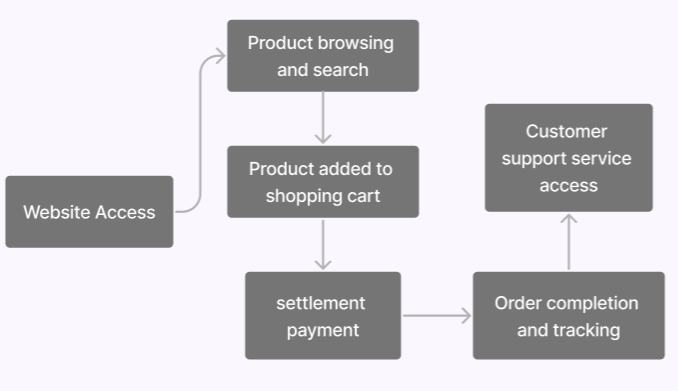 Website Access
Product browsing
and search
Product added to
shopping cart
settlement
payment
Order completion
and tracking
Customer
support service
access